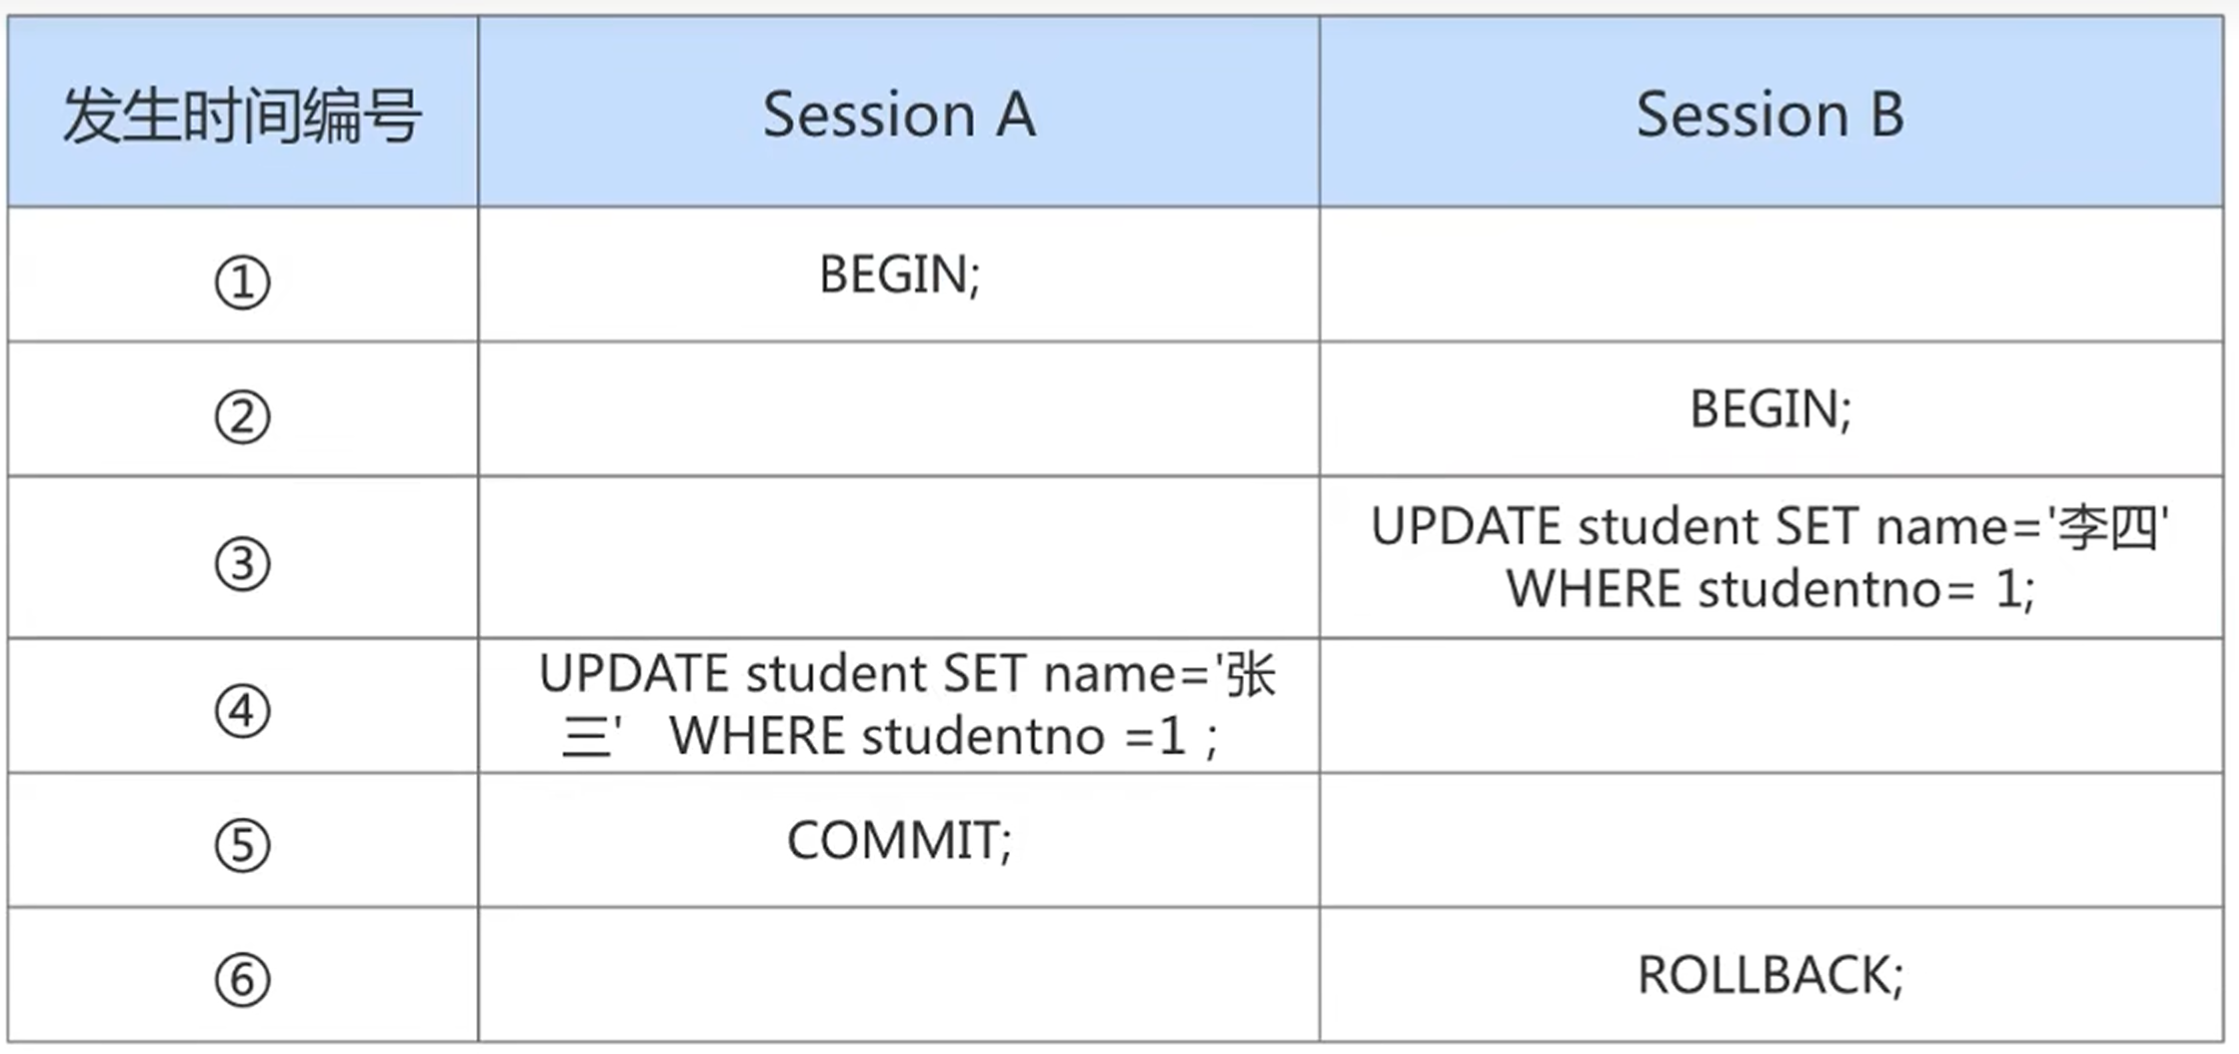 发生时间编号 Session A Session B
① BEGIN;
② BEGIN;
③ UPDATE student SET name='李四'
WHERE studentno= 1;
④ UPDATE student SET name='张
三' WHERE studentno =1 ;
⑤ COMMIT;
⑥ ROLLBACK;